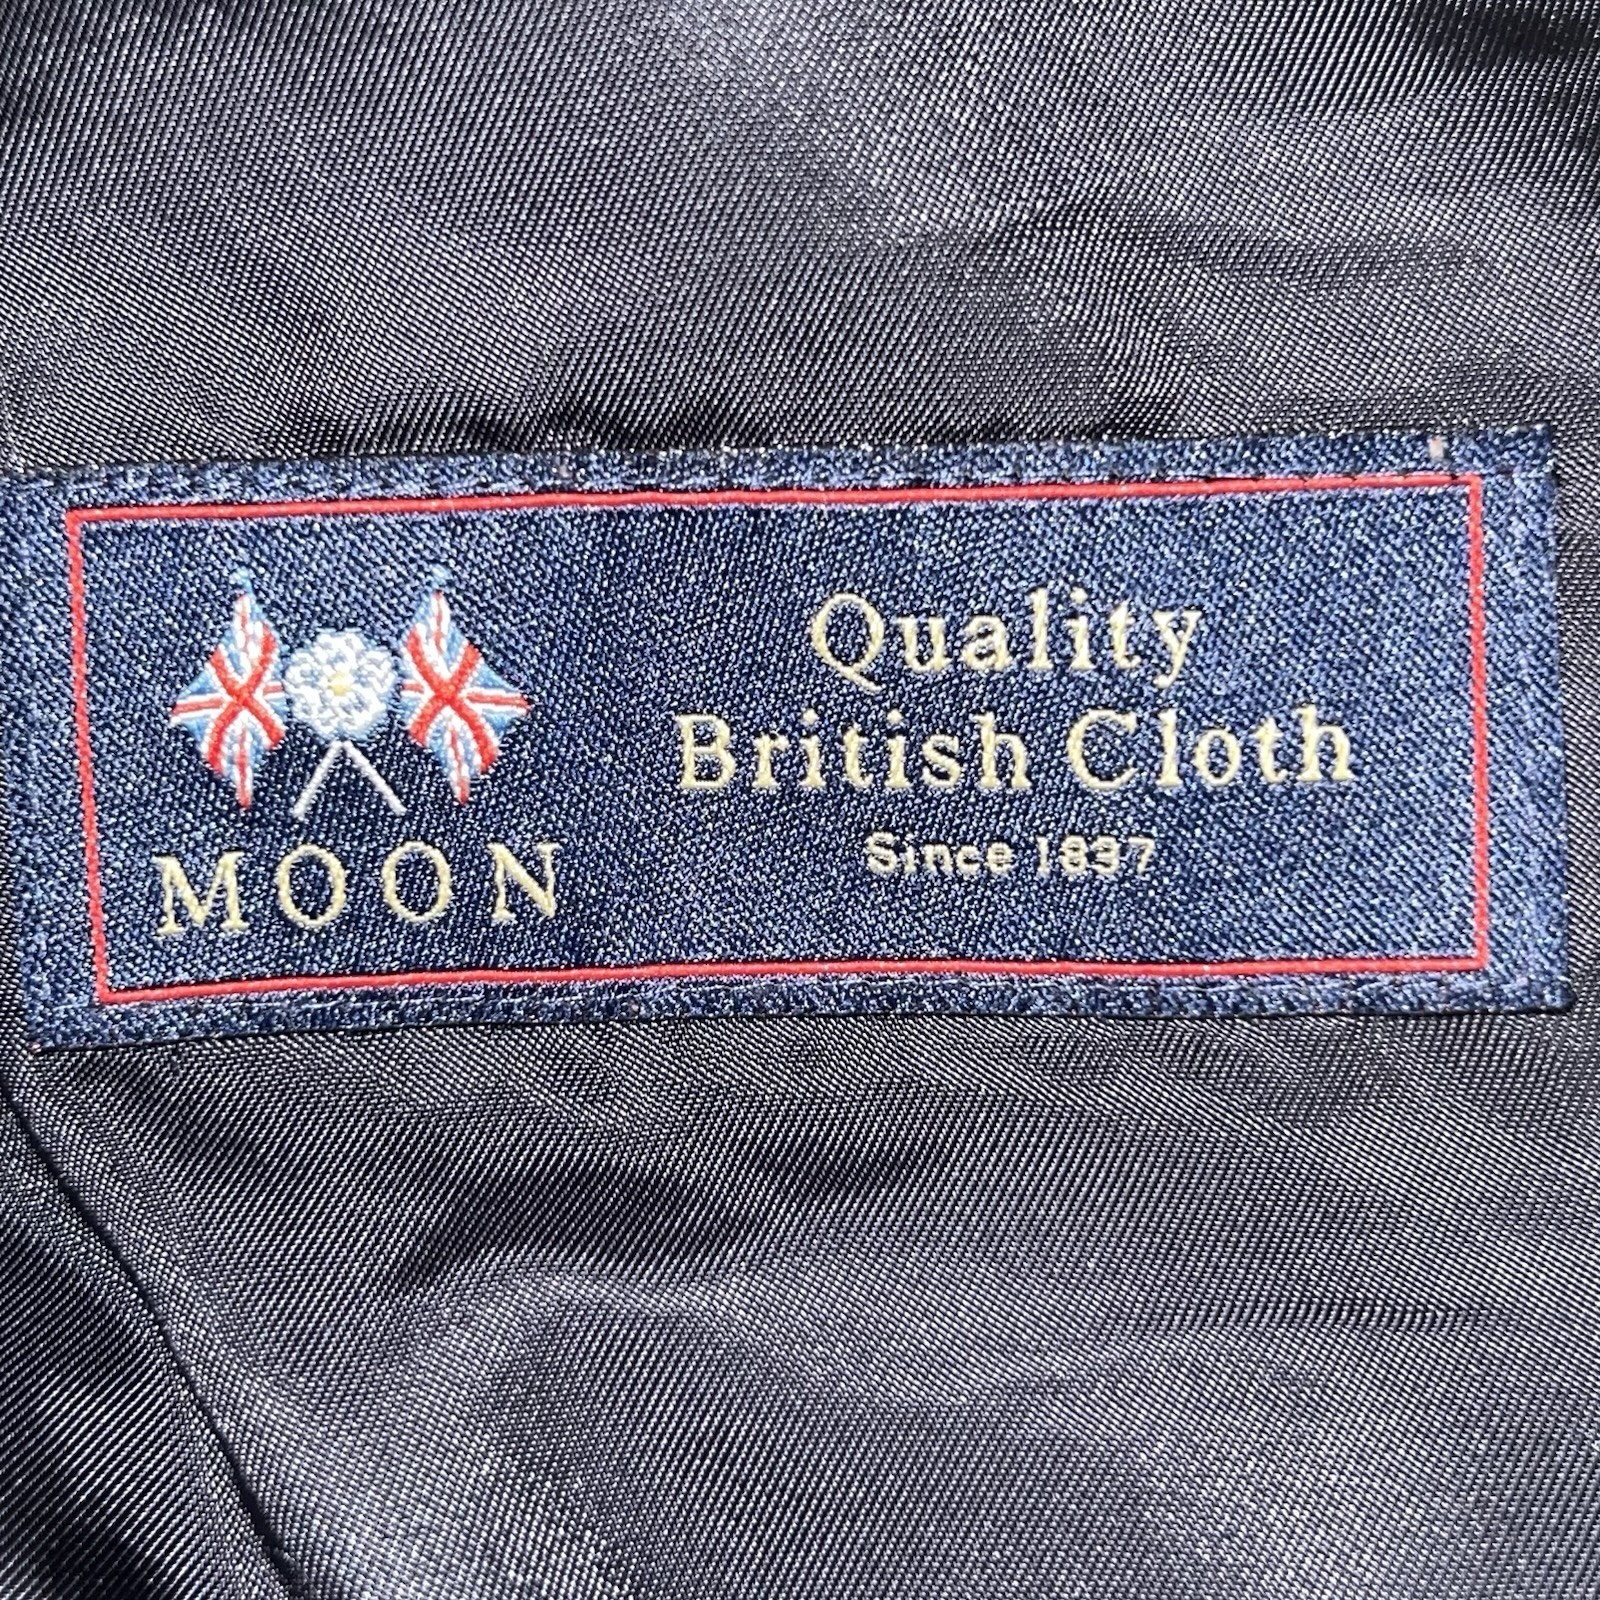 MOON
Quality
British Cloth
Since 1837